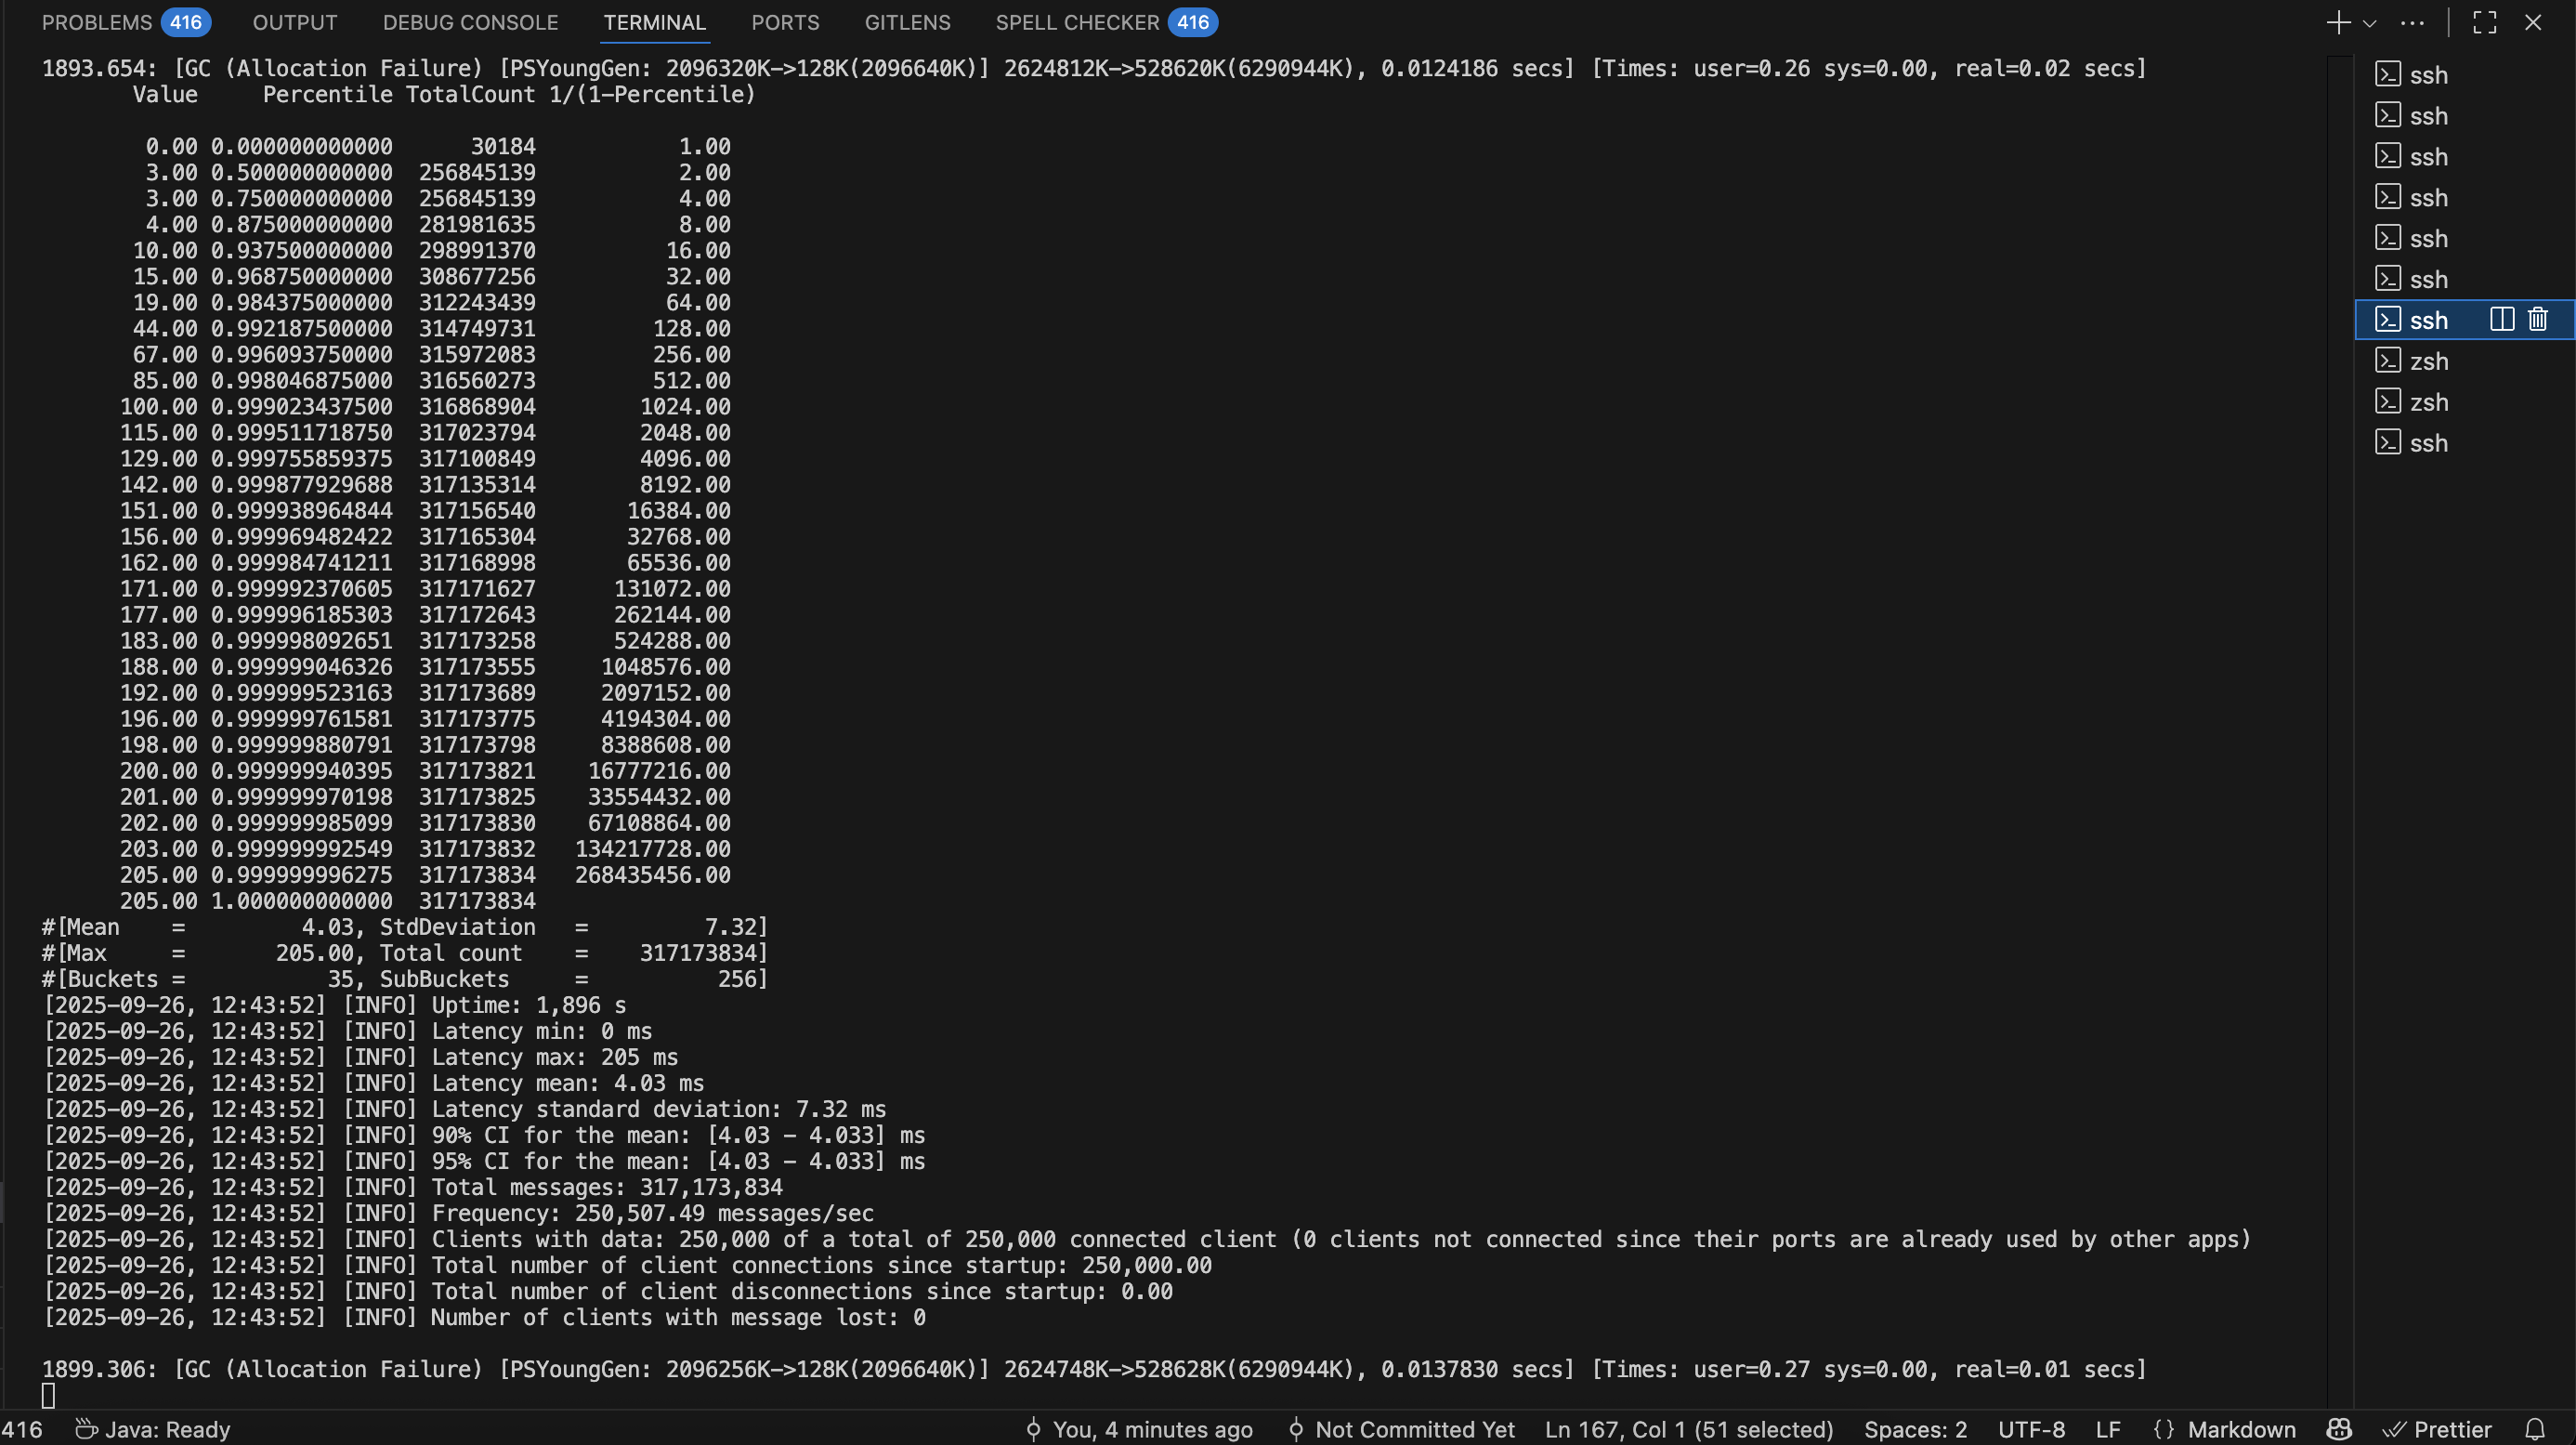 PROBLEMS 416 OUTPUT DEBUG CONSOLE TERMINAL PORTS GITLENS SPELL CHECKER 416
1893.654: [GC (Allocation Failure) [PSYoungGen: 2096320K->128K(2096640K)] 2624812K->528620K(6290944K), 0.0124186 secs] [Times: user=0.26 sys=0.00, real=0.02 secs]
Value Percentile TotalCount 1/(1-Percentile)
0.00 0.000000000000 30184 1.00
3.00 0.500000000000 256845139 2.00
3.00 0.750000000000 256845139 4.00
4.00 0.875000000000 281981635 8.00
10.00 0.937500000000 298991370 16.00
15.00 0.968750000000 308677256 32.00
19.00 0.984375000000 312243439 64.00
44.00 0.992187500000 314749731 128.00
67.00 0.996093750000 315972083 256.00
85.00 0.998046875000 316560273 512.00
100.00 0.999023437500 316868904 1024.00
115.00 0.999511718750 317023794 2048.00
129.00 0.999755859375 317100849 4096.00
142.00 0.999877929688 317135314 8192.00
151.00 0.999938964844 317156540 16384.00
156.00 0.999969482422 317165304 32768.00
162.00 0.999984741211 317168998 65536.00
171.00 0.999992370605 317171627 131072.00
177.00 0.999996185303 317172643 262144.00
183.00 0.999998092651 317173258 524288.00
188.00 0.999999046326 317173555 1048576.00
192.00 0.999999523163 317173689 2097152.00
196.00 0.999999761581 317173775 4194304.00
198.00 0.999999880791 317173798 8388608.00
200.00 0.999999940395 317173821 16777216.00
201.00 0.999999970198 317173825 33554432.00
202.00 0.999999985099 317173830 67108864.00
203.00 0.999999992549 317173832 134217728.00
205.00 0.999999996275 317173834 268435456.00
205.00 1.000000000000 317173834
#[Mean = 4.03, StdDeviation = 7.32]
#[Max = 205.00, Total count = 317173834]
#[Buckets = 35, SubBuckets = 256]
[2025-09-26, 12:43:52] [INFO] Uptime: 1,896 s
[2025-09-26, 12:43:52] [INFO] Latency min: 0 ms
[2025-09-26, 12:43:52] [INFO] Latency max: 205 ms
[2025-09-26, 12:43:52] [INFO] Latency mean: 4.03 ms
[2025-09-26, 12:43:52] [INFO] Latency standard deviation: 7.32 ms
[2025-09-26, 12:43:52] [INFO] 90% CI for the mean: [4.03 - 4.033] ms
[2025-09-26, 12:43:52] [INFO] 95% CI for the mean: [4.03 - 4.033] ms
[2025-09-26, 12:43:52] [INFO] Total messages: 317,173,834
[2025-09-26, 12:43:52] [INFO] Frequency: 250,507.49 messages/sec
[2025-09-26, 12:43:52] [INFO] Clients with data: 250,000 of a total of 250,000 connected client (0 clients not connected since their ports are already used by other apps)
[2025-09-26, 12:43:52] [INFO] Total number of client connections since startup: 250,000.00
[2025-09-26, 12:43:52] [INFO] Total number of client disconnections since startup: 0.00
[2025-09-26, 12:43:52] [INFO] Number of clients with message lost: 0
1899.306: [GC (Allocation Failure) [PSYoungGen: 2096256K->128K(2096640K)] 2624748K->528628K(6290944K), 0.0137830 secs] [Times: user=0.27 sys=0.00, real=0.01 secs]
ssh
ssh
ssh
ssh
ssh
ssh
ssh
zsh
zsh
ssh
416 Java: Ready You, 4 minutes ago Not Committed Yet Ln 167, Col 1 (51 selected) Spaces: 2 UTF-8 LF {} Markdown Prettier